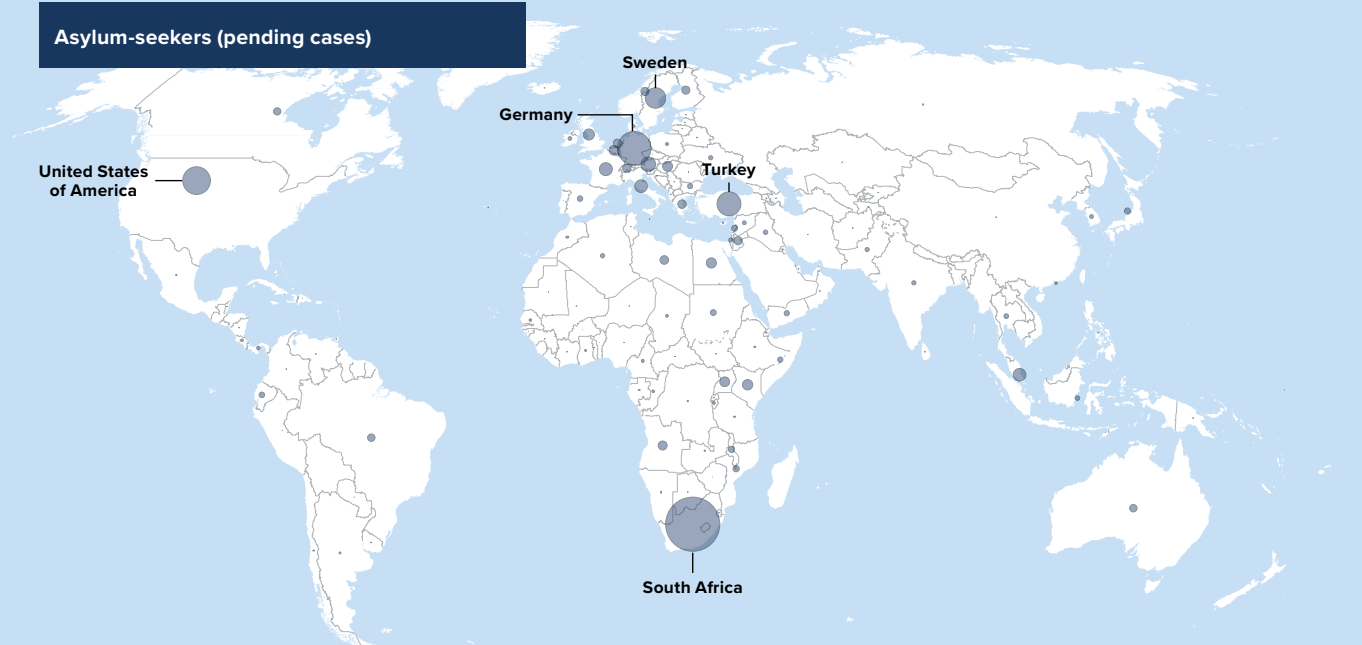 Asylum-seekers (pending cases)
Sweden
Germany
Turkey
United States
of America
South Africa